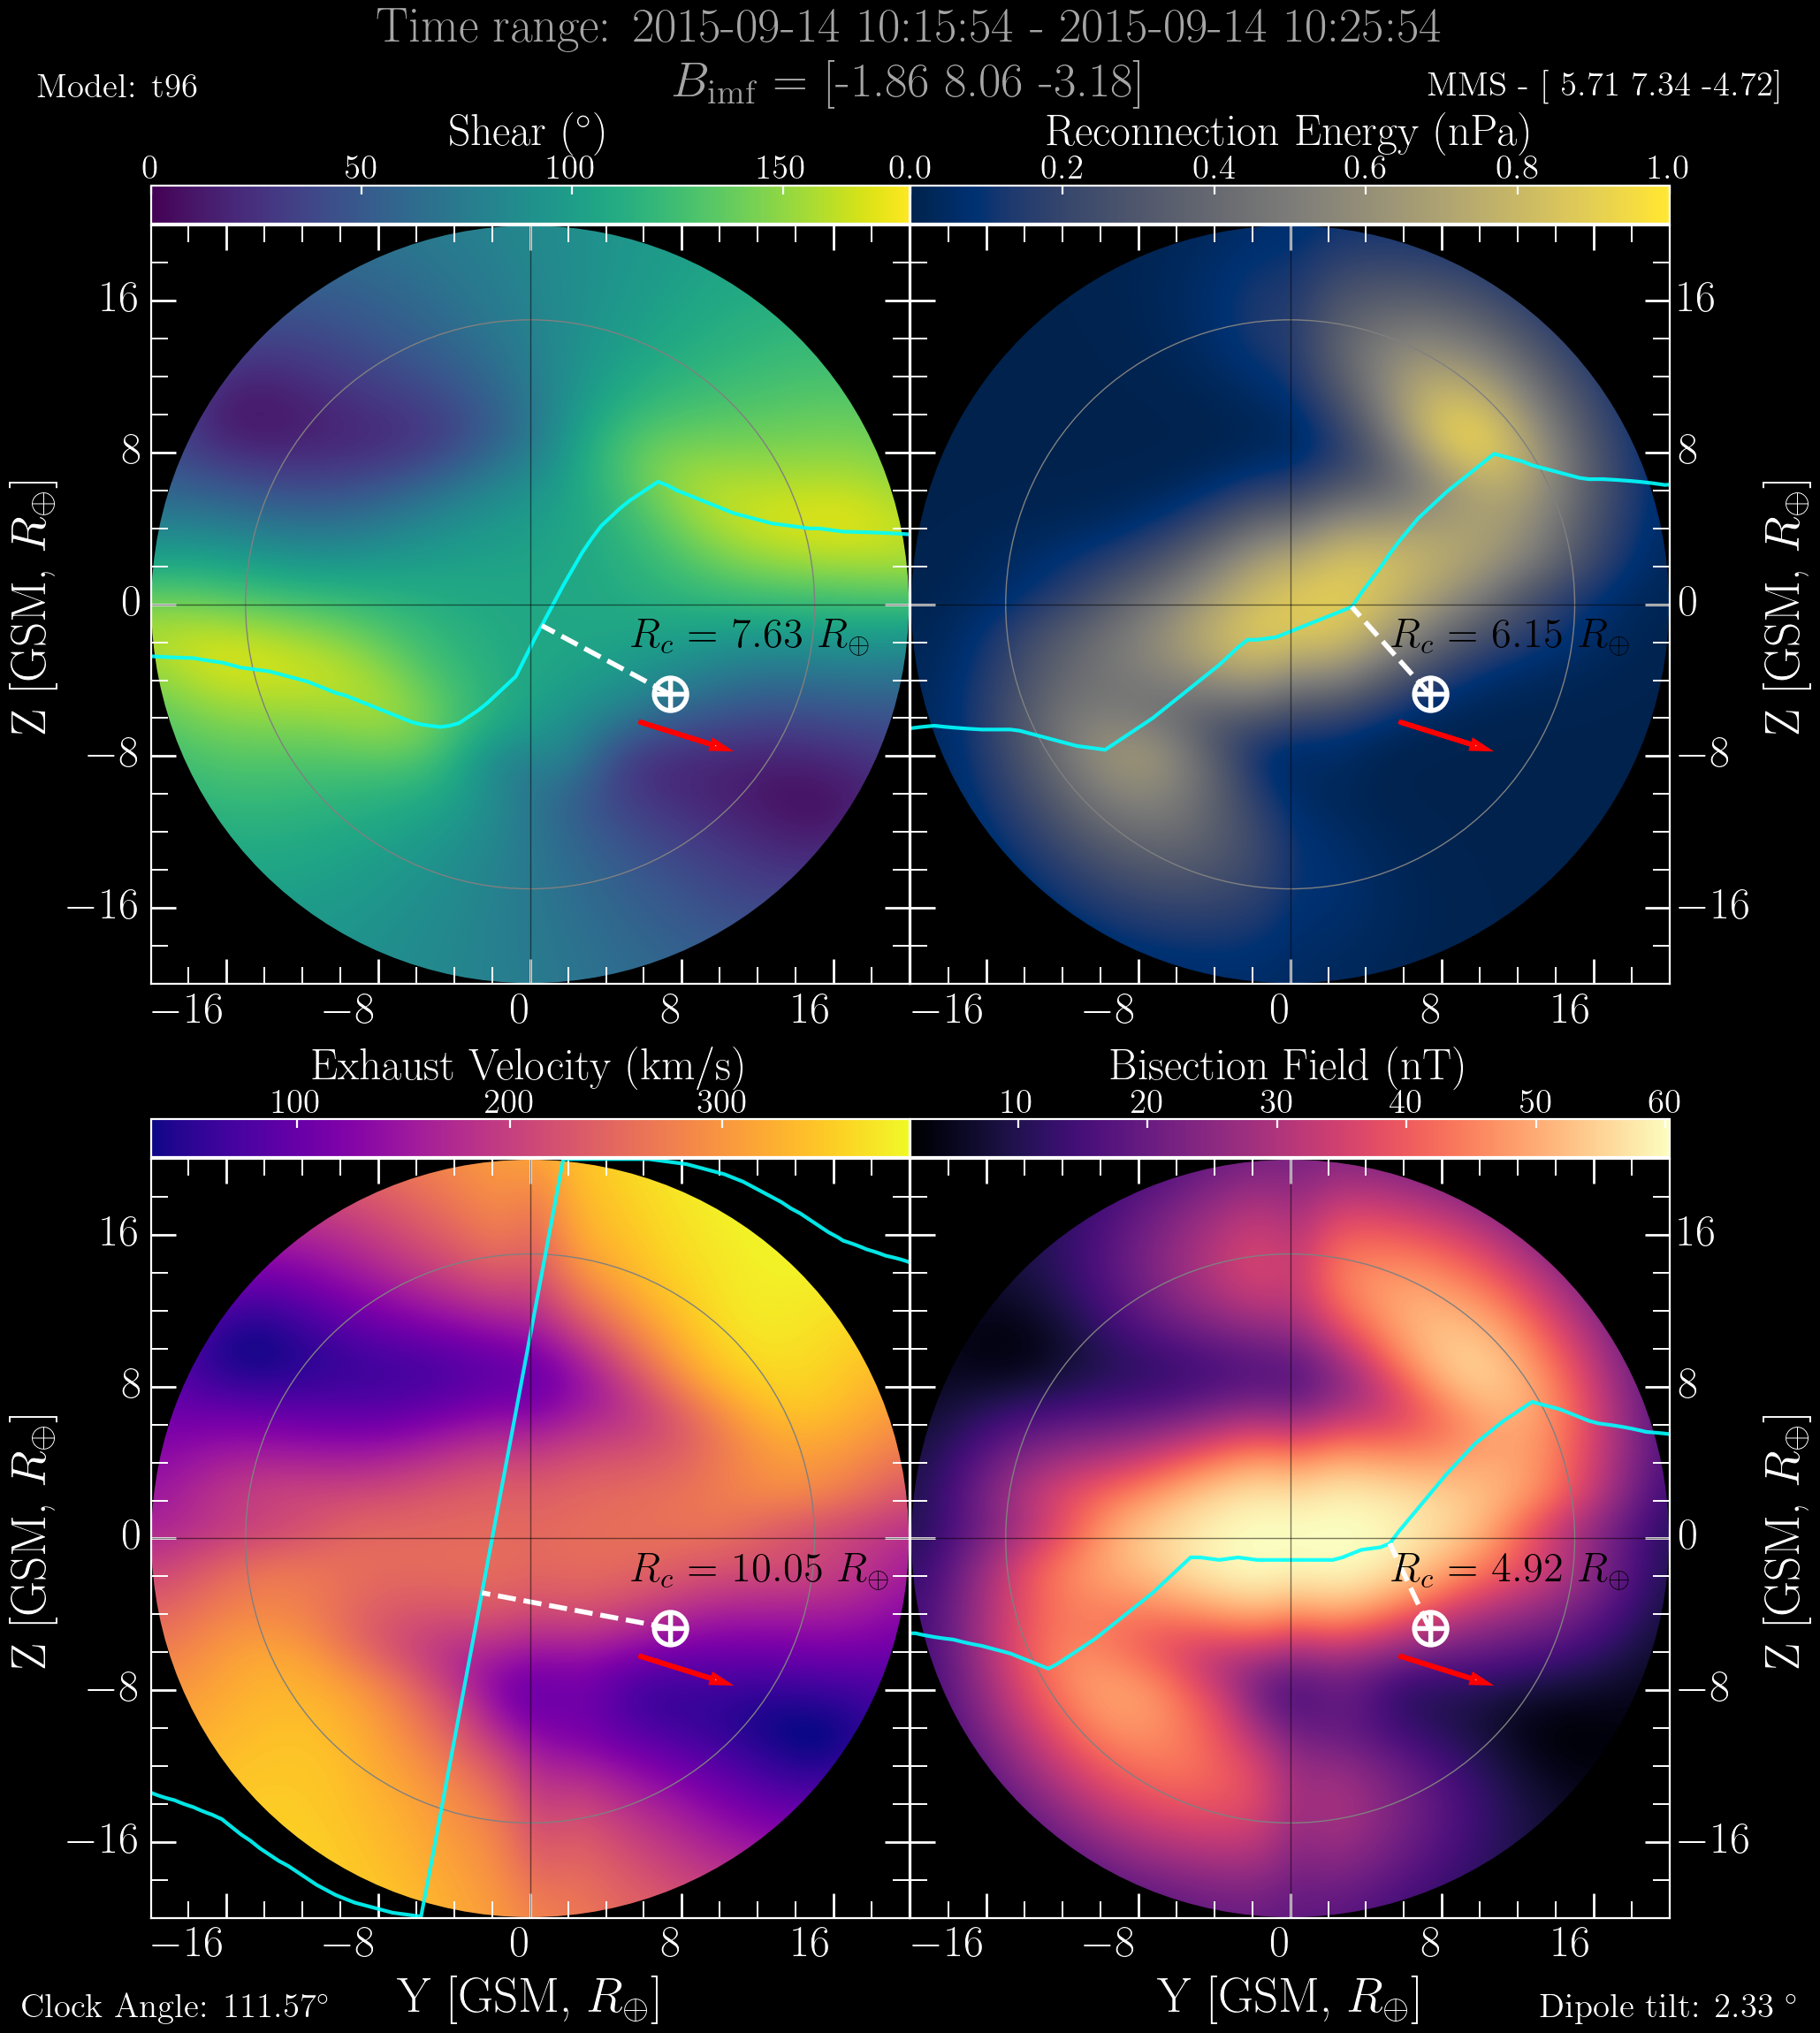 Time range: 2015-09-14 10:15:54 - 2015-09-14 10:25:54
Model: t96
B_imf = [-1.86 8.06 -3.18]
MMS - [ 5.71 7.34 -4.72]
Shear (°)
Reconnection Energy (nPa)
0 50 100 150
0.0 0.2 0.4 0.6 0.8 1.0
Z [GSM, R⊕]
16
8
0
−8
−16
R_c = 7.63 R⊕
−16 −8 0 8 16
R_c = 6.15 R⊕
16
8
0
−8
−16
Z [GSM, R⊕]
−16 −8 0 8 16
Exhaust Velocity (km/s)
Bisection Field (nT)
100 200 300
10 20 30 40 50 60
Z [GSM, R⊕]
16
8
0
−8
−16
R_c = 10.05 R⊕
−16 −8 0 8 16
Y [GSM, R⊕]
R_c = 4.92 R⊕
16
8
0
−8
−16
Z [GSM, R⊕]
−16 −8 0 8 16
Y [GSM, R⊕]
Clock Angle: 111.57°
Dipole tilt: 2.33 °